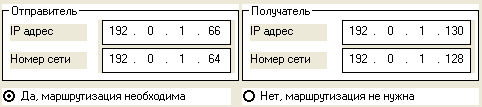 Отправитель
IP адрес 192 . 0 . 1 . 66
Номер сети 192 . 0 . 1 . 64
Получатель
IP адрес 192 . 0 . 1 . 130
Номер сети 192 . 0 . 1 . 128
Да, маршрутизация необходима
Нет, маршрутизация не нужна